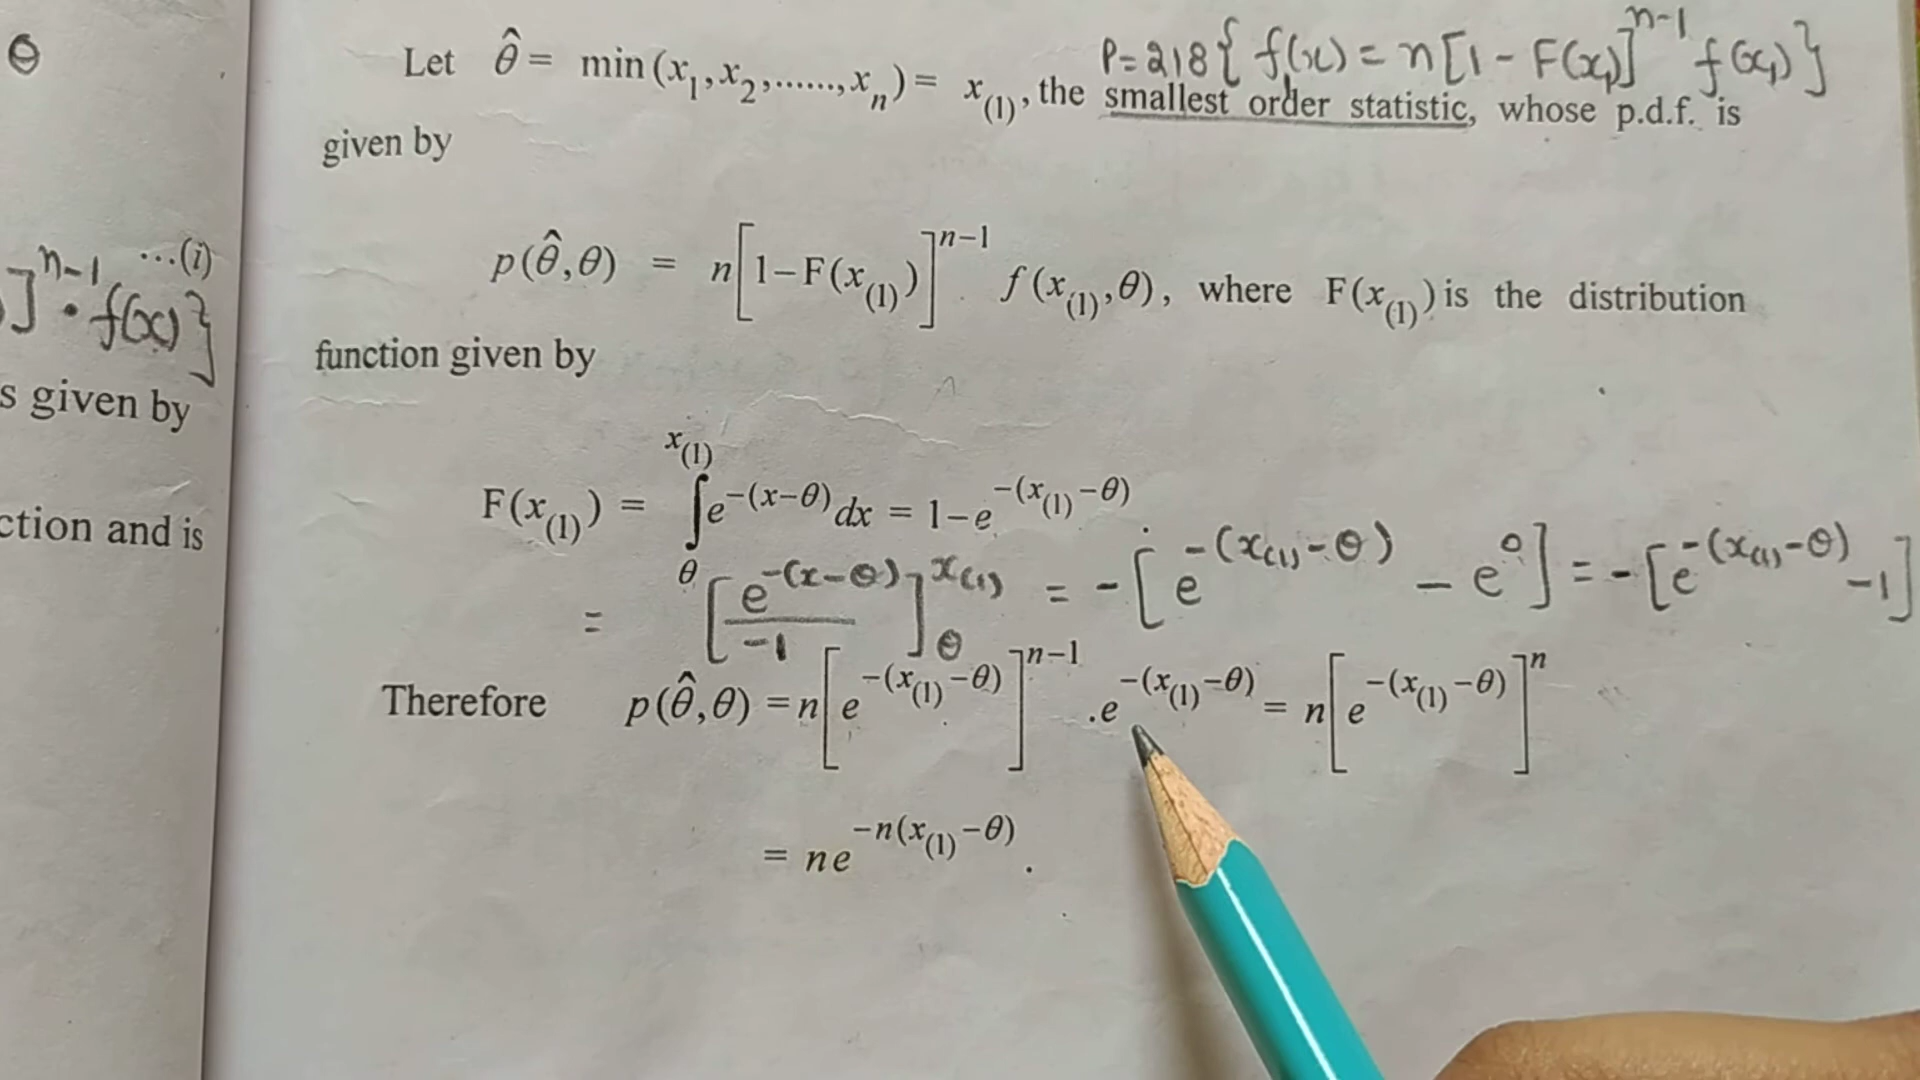 θ
...(i)
]ⁿ⁻¹ . f(x)}
s given by
ction and is
P=218{ f(x₁) = n[1 - F(x₁)]ⁿ⁻¹ f(x₁)}
Let θ̂ = min(x₁,x₂,......,xₙ) = x₍₁₎, the smallest order statistic, whose p.d.f. is
given by
p(θ̂,θ) = n[1−F(x₍₁₎)]ⁿ⁻¹ f(x₍₁₎,θ), where F(x₍₁₎) is the distribution
function given by
F(x₍₁₎) = ∫_θ^{x₍₁₎} e^{−(x−θ)} dx = 1−e^{−(x₍₁₎−θ)}.
= [e^{-(x-θ)}/-1]_θ^{x₍₁₎} = -[e^{-(x₍₁₎-θ)} - e⁰] = -[e^{-(x₍₁₎-θ)} -1]
Therefore p(θ̂,θ) = n[e^{−(x₍₁₎−θ)}]ⁿ⁻¹ .e^{−(x₍₁₎−θ)} = n[e^{−(x₍₁₎−θ)}]ⁿ
= ne^{−n(x₍₁₎−θ)}.